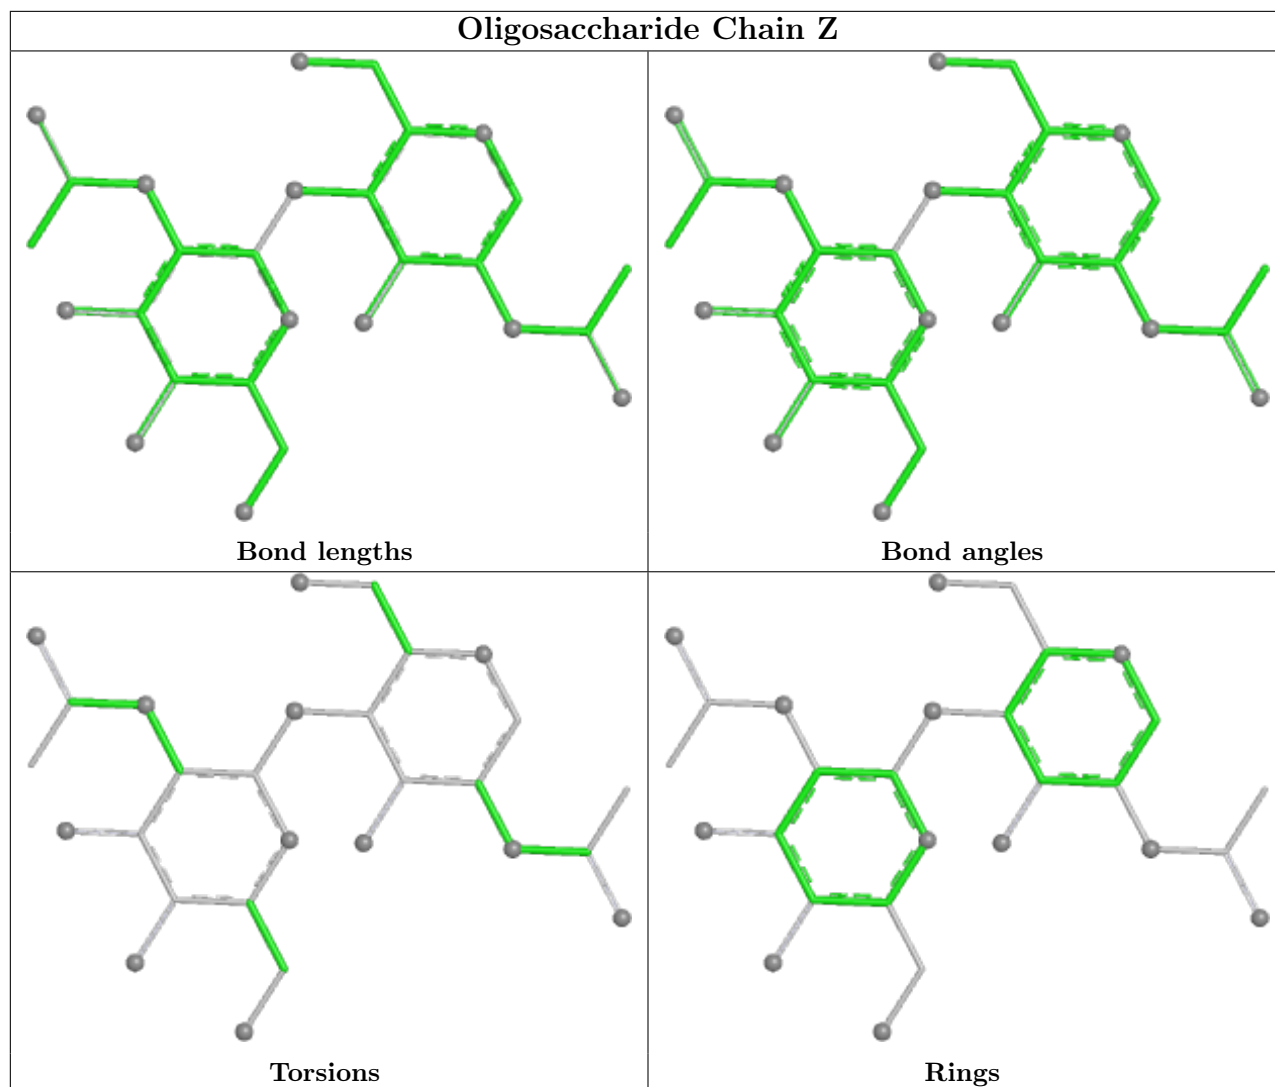 Oligosaccharide Chain Z
Bond lengths
Bond angles
Torsions
Rings